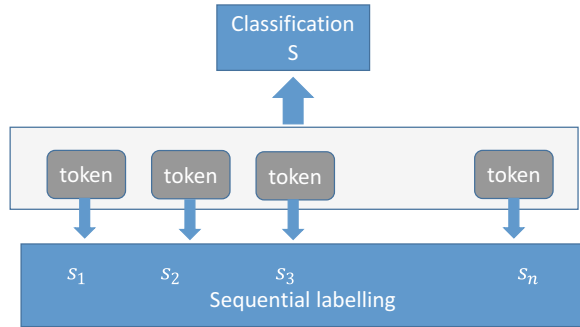 Classification
S
token token token token
s₁ s₂ s₃ sₙ
Sequential labelling